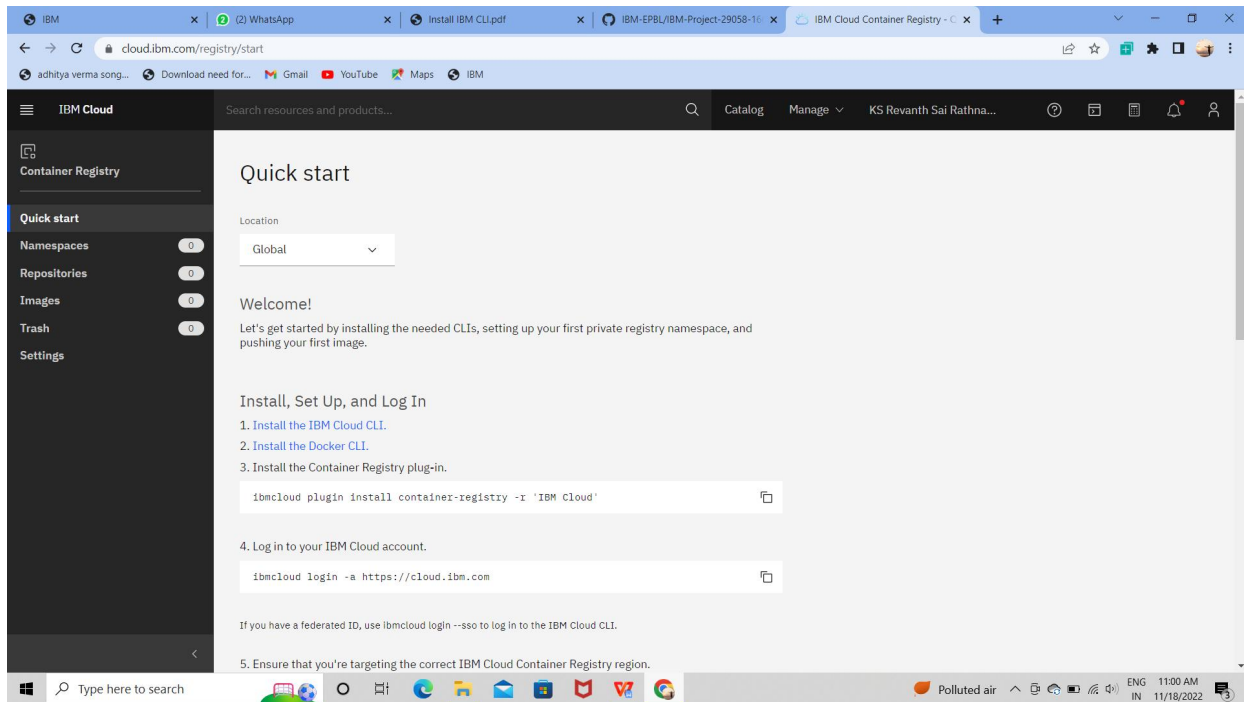 IBM
(2) WhatsApp
Install IBM CLI.pdf
IBM-EPBL/IBM-Project-29058-16
IBM Cloud Container Registry - C
cloud.ibm.com/registry/start
adhitya verma song...
Download need for...
Gmail
YouTube
Maps
IBM
IBM Cloud
Search resources and products...
Catalog
Manage
KS Revanth Sai Rathna...
Container Registry
Quick start
Namespaces 0
Repositories 0
Images 0
Trash 0
Settings
Quick start
Location
Global
Welcome!
Let's get started by installing the needed CLIs, setting up your first private registry namespace, and
pushing your first image.
Install, Set Up, and Log In
1. Install the IBM Cloud CLI.
2. Install the Docker CLI.
3. Install the Container Registry plug-in.
ibmcloud plugin install container-registry -r 'IBM Cloud'
4. Log in to your IBM Cloud account.
ibmcloud login -a https://cloud.ibm.com
If you have a federated ID, use ibmcloud login --sso to log in to the IBM Cloud CLI.
5. Ensure that you're targeting the correct IBM Cloud Container Registry region.
Type here to search
Polluted air
ENG
IN
11:00 AM
11/18/2022
3